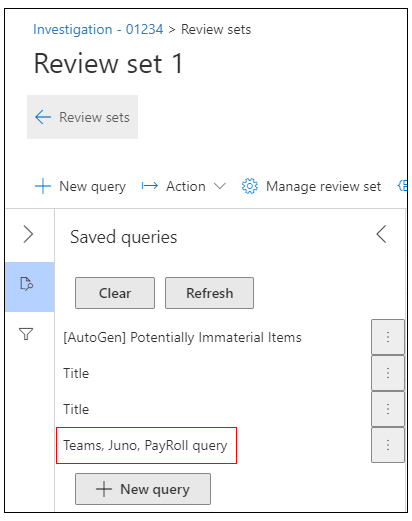 Investigation - 01234 > Review sets
Review set 1
Review sets
New query Action Manage review set
Saved queries
Clear Refresh
[AutoGen] Potentially Immaterial Items
Title
Title
Teams, Juno, PayRoll query
New query